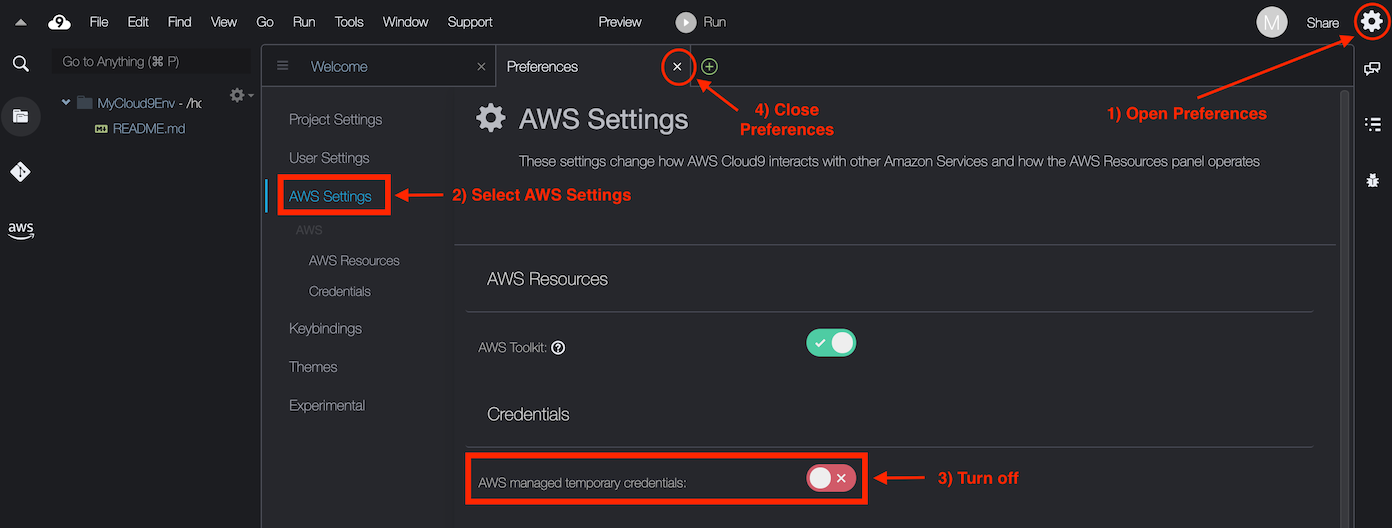 9 File Edit Find View Go Run Tools Window Support Preview Run M Share
Go to Anything (⌘ P)
Welcome
Preferences
1) Open Preferences
4) Close
Preferences
MyCloud9Env - /hc
README.md
aws
Project Settings
User Settings
AWS Settings
AWS
AWS Resources
Credentials
Keybindings
Themes
Experimental
2) Select AWS Settings
AWS Settings
These settings change how AWS Cloud9 interacts with other Amazon Services and how the AWS Resources panel operates
AWS Resources
AWS Toolkit: ?
Credentials
AWS managed temporary credentials:
3) Turn off